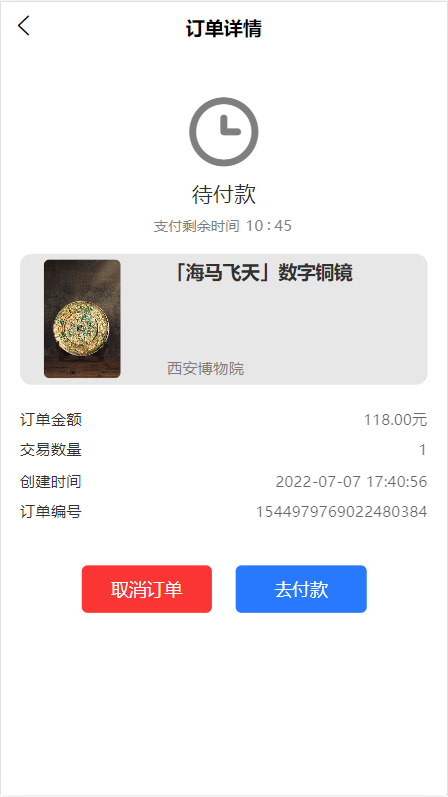 订单详情
待付款
支付剩余时间 10:45
「海马飞天」数字铜镜
西安博物院
订单金额 118.00元
交易数量 1
创建时间 2022-07-07 17:40:56
订单编号 1544979769022480384
取消订单 去付款